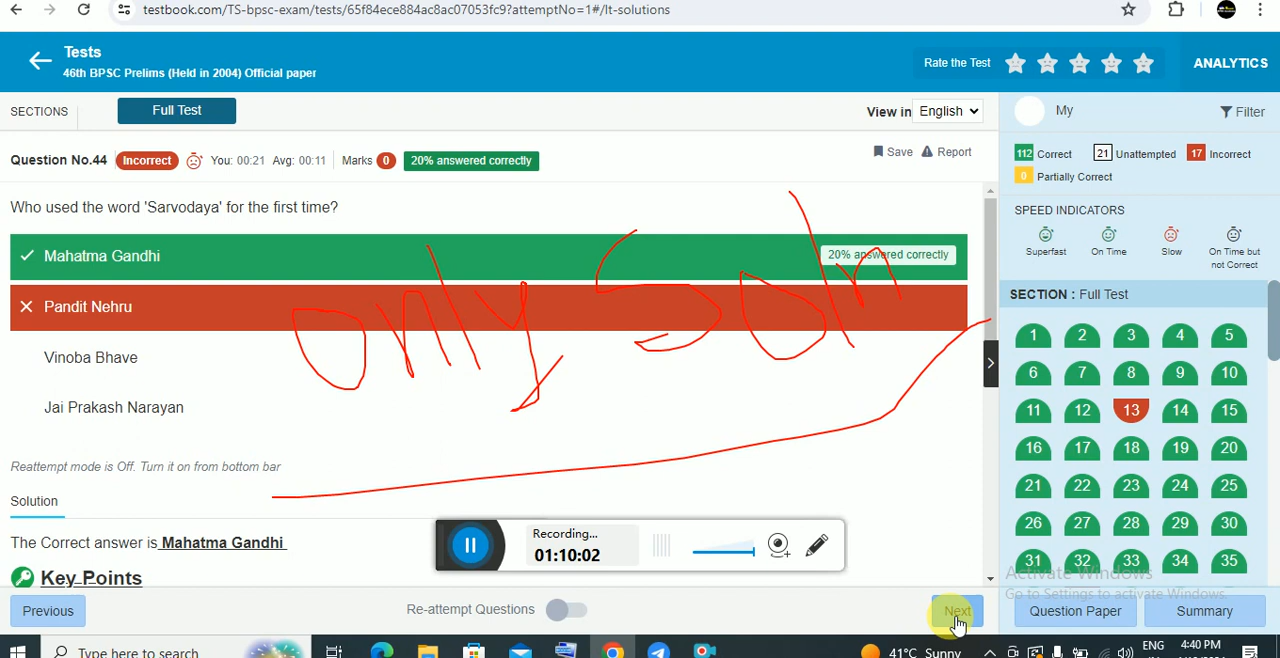 testbook.com/TS-bpsc-exam/tests/65f84ece884ac8ac07053fc9?attemptNo=1#/lt-solutions
Tests
46th BPSC Prelims (Held in 2004) Official paper
Rate the Test
ANALYTICS
SECTIONS
Full Test
View in English
My
Filter
Question No.44 Incorrect You: 00:21 Avg: 00:11 Marks 0 20% answered correctly
Save Report
112 Correct 21 Unattempted 17 Incorrect
0 Partially Correct
Who used the word 'Sarvodaya' for the first time?
Mahatma Gandhi
20% answered correctly
Pandit Nehru
Vinoba Bhave
Jai Prakash Narayan
only
SPEED INDICATORS
Superfast On Time Slow On Time but not Correct
SECTION : Full Test
1 2 3 4 5
6 7 8 9 10
11 12 13 14 15
16 17 18 19 20
21 22 23 24 25
26 27 28 29 30
31 32 33 34 35
Reattempt mode is Off. Turn it on from bottom bar
Solution
The Correct answer is Mahatma Gandhi
Key Points
Recording...
01:10:02
Activate Windows
Go to Settings to activate Windows.
Previous
Re-attempt Questions
Next
Question Paper
Summary
Type here to search
41°C Sunny
ENG
4:40 PM